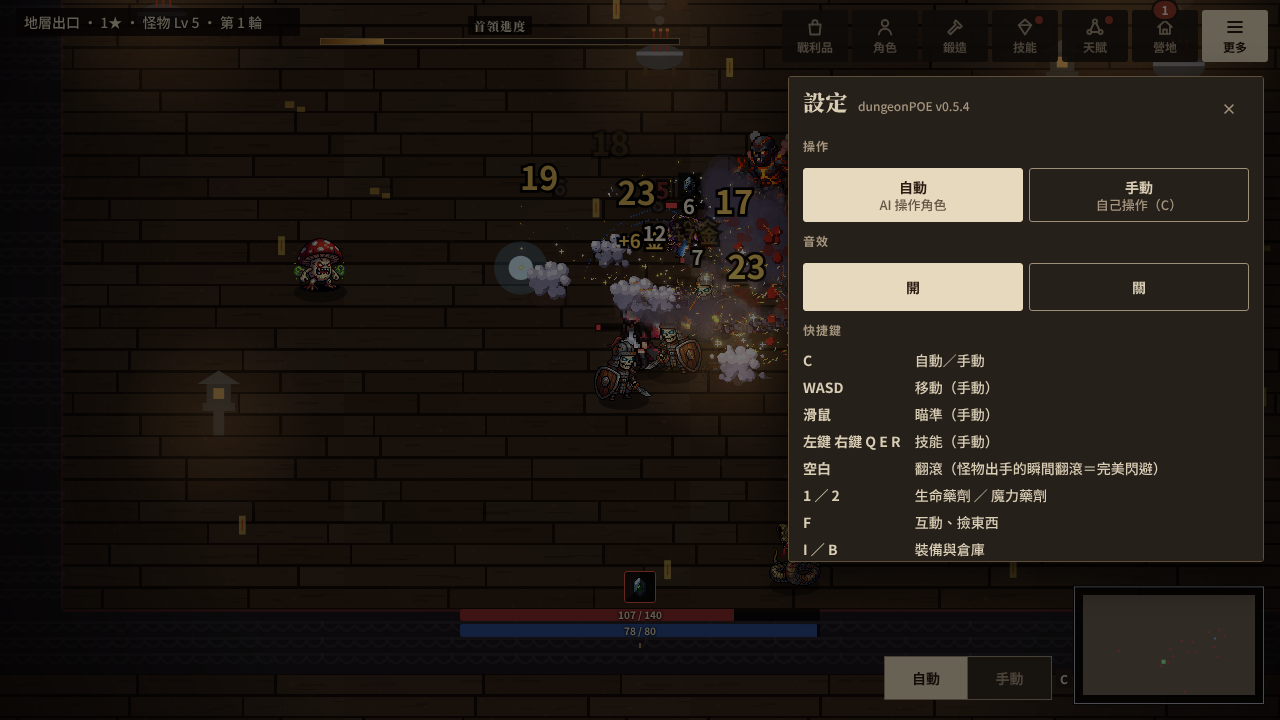 地層出口 · 1★ · 怪物 Lv 5 · 第 1 輪
首領進度
戰利品
角色
鍛造
技能
天賦
1
營地
更多
設定 dungeonPOE v0.5.4 ×
操作
自動
AI 操作角色
手動
自己操作（C）
音效
開
關
快捷鍵
C 自動／手動
WASD 移動（手動）
滑鼠 瞄準（手動）
左鍵 右鍵 Q E R 技能（手動）
空白 翻滾（怪物出手的瞬間翻滾＝完美閃避）
1 ／ 2 生命藥劑 ／ 魔力藥劑
F 互動、撿東西
I ／ B 裝備與倉庫
18
19
23
5
6
17
+6 金
12
7
23
107 / 140
78 / 80
自動
手動
C